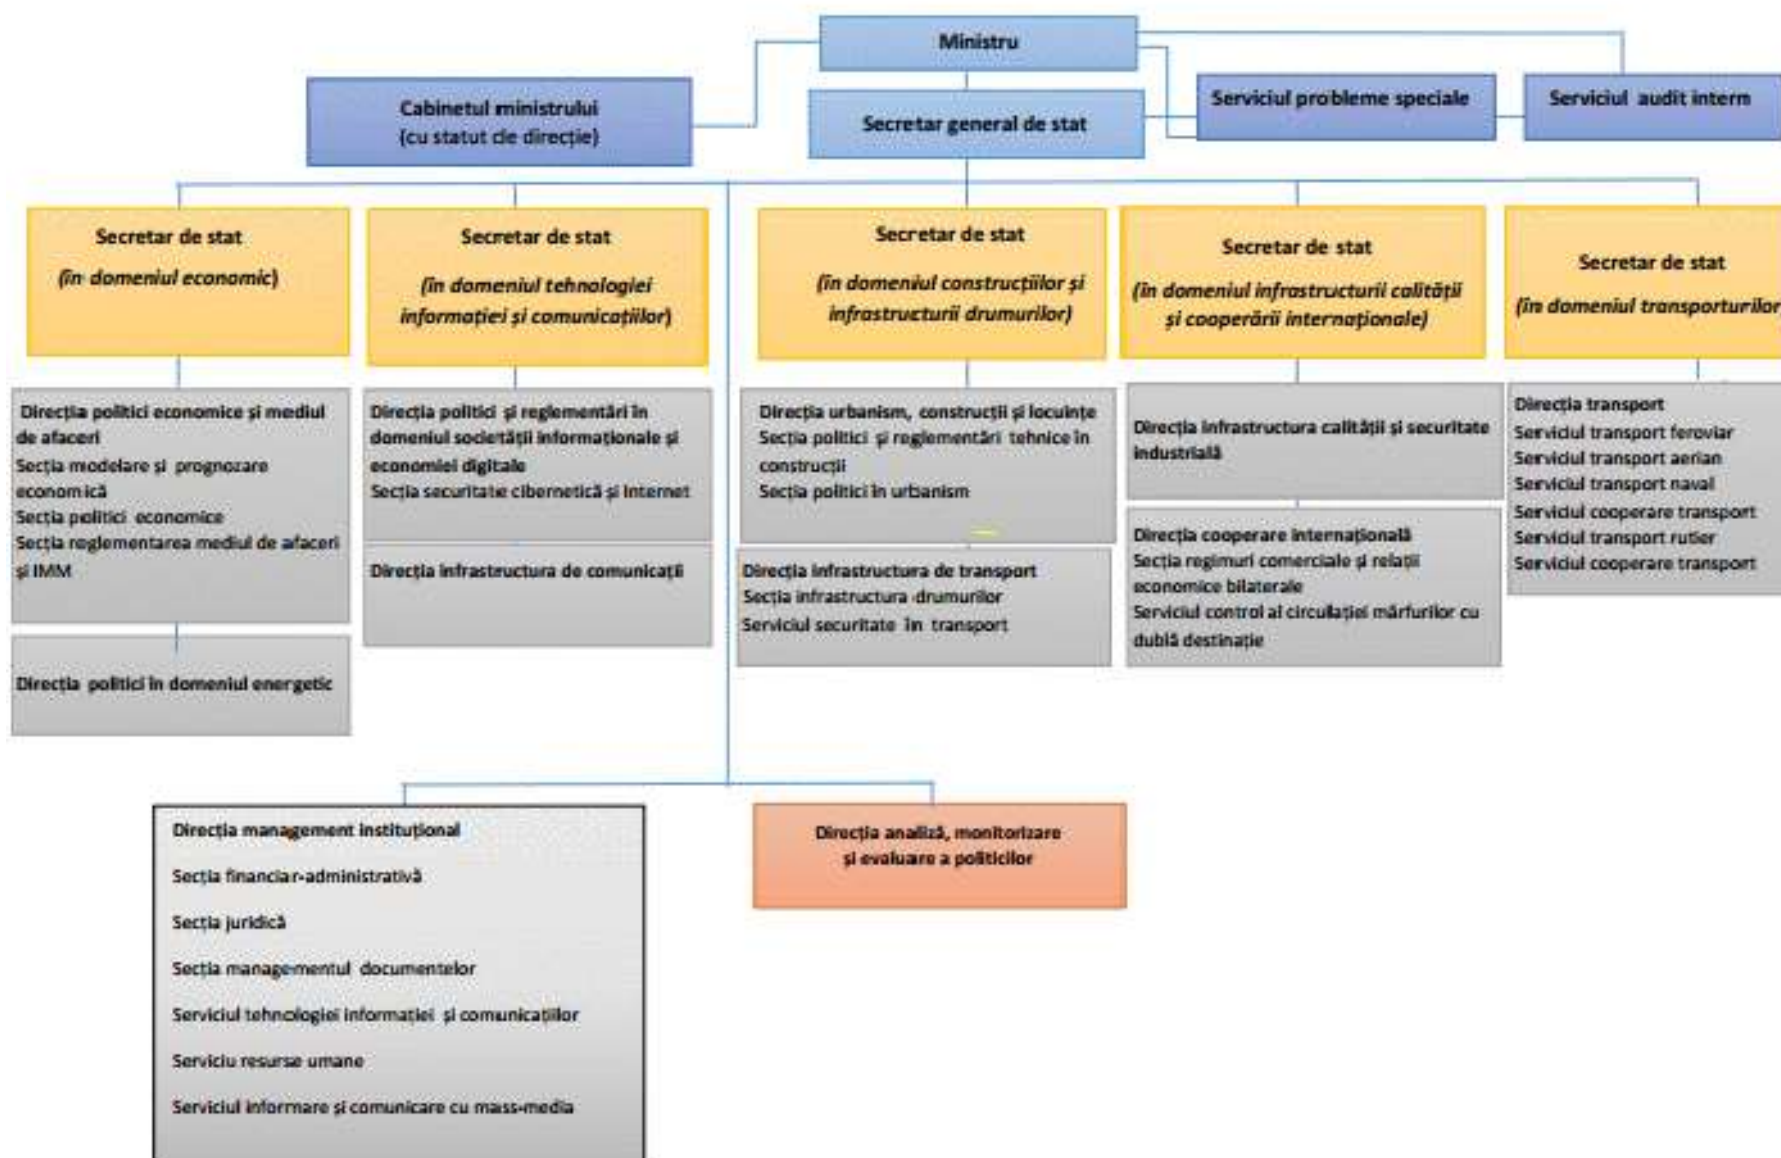 Ministru
Cabinetul ministrului
(cu statut de direcție)
Secretar general de stat
Serviciul probleme speciale
Serviciul audit intern
Secretar de stat
(în domeniul economic)
Secretar de stat
(în domeniul tehnologiei
informației și comunicațiilor)
Secretar de stat
(în domeniul construcțiilor și
infrastructurii drumurilor)
Secretar de stat
(în domeniul infrastructurii calității
și cooperării internaționale)
Secretar de stat
(în domeniul transporturilor
Direcția politici economice și mediul
de afaceri
Secția modelare și prognozare
economică
Secția politici economice
Secția reglementarea mediul de afaceri
și IMM
Direcția politici în domeniul energetic
Direcția politici și reglementări în
domeniul societății informaționale și
economiei digitale
Secția securitate cibernetică și Internet
Direcția infrastructura de comunicații
Direcția urbanism, construcții și locuințe
Secția politici și reglementări tehnice în
construcții
Secția politici în urbanism
Direcția infrastructura de transport
Secția infrastructura drumurilor
Serviciul securitate în transport
Direcția infrastructura calității și securitate
industrială
Direcția cooperare internațională
Secția regimuri comerciale și relații
economice bilaterale
Serviciul control al circulației mărfurilor cu
dublă destinație
Direcția transport
Serviciul transport feroviar
Serviciul transport aerian
Serviciul transport naval
Serviciul cooperare transport
Serviciul transport rutier
Serviciul cooperare transport
Direcția management instituțional
Secția financiar-administrativă
Secția juridică
Secția managementul documentelor
Serviciul tehnologiei informației și comunicațiilor
Serviciu resurse umane
Serviciul informare și comunicare cu mass-media
Direcția analiză, monitorizare
și evaluare a politicilor